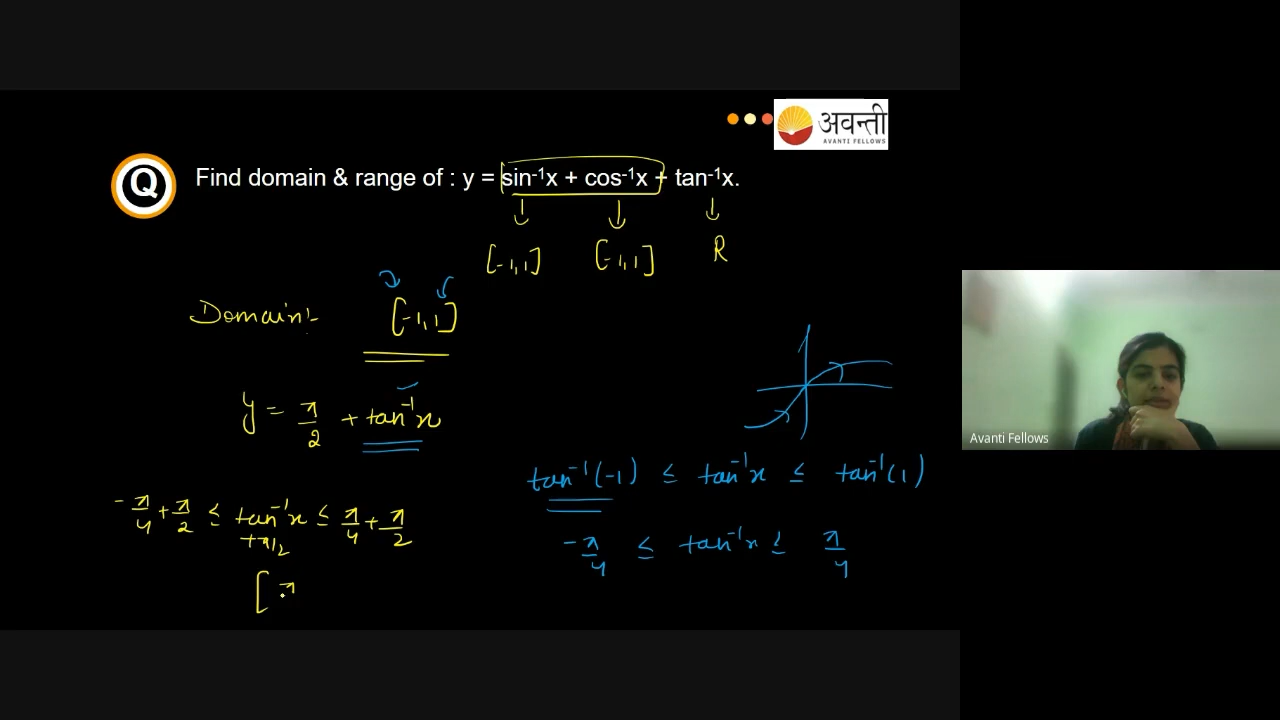 अवन्ती
AVANTI FELLOWS
Q Find domain & range of : y = sin⁻¹x + cos⁻¹x + tan⁻¹x.
[-1,1] [-1,1] R
Domain:- [-1,1]
y = π/2 + tan⁻¹x
tan⁻¹(-1) ≤ tan⁻¹x ≤ tan⁻¹(1)
-π/4 + π/2 ≤ tan⁻¹x + π/2 ≤ π/4 + π/2
-π/4 ≤ tan⁻¹x ≤ π/4
[π
Avanti Fellows